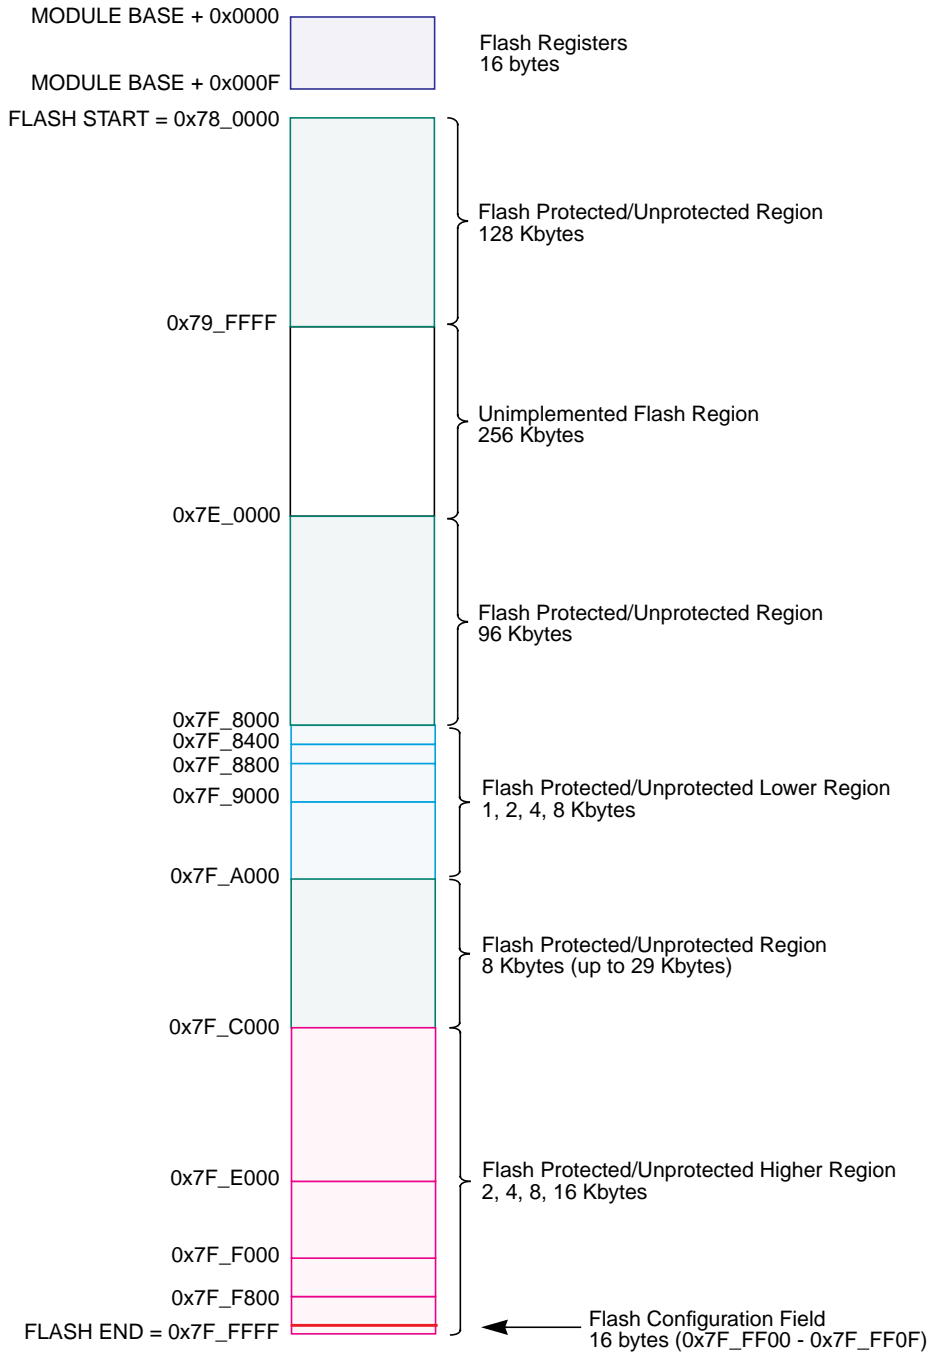 MODULE BASE + 0x0000
Flash Registers
16 bytes
MODULE BASE + 0x000F
FLASH START = 0x78_0000
Flash Protected/Unprotected Region
128 Kbytes
0x79_FFFF
Unimplemented Flash Region
256 Kbytes
0x7E_0000
Flash Protected/Unprotected Region
96 Kbytes
0x7F_8000
0x7F_8400
0x7F_8800
0x7F_9000
Flash Protected/Unprotected Lower Region
1, 2, 4, 8 Kbytes
0x7F_A000
Flash Protected/Unprotected Region
8 Kbytes (up to 29 Kbytes)
0x7F_C000
Flash Protected/Unprotected Higher Region
2, 4, 8, 16 Kbytes
0x7F_E000
0x7F_F000
0x7F_F800
FLASH END = 0x7F_FFFF
Flash Configuration Field
16 bytes (0x7F_FF00 - 0x7F_FF0F)